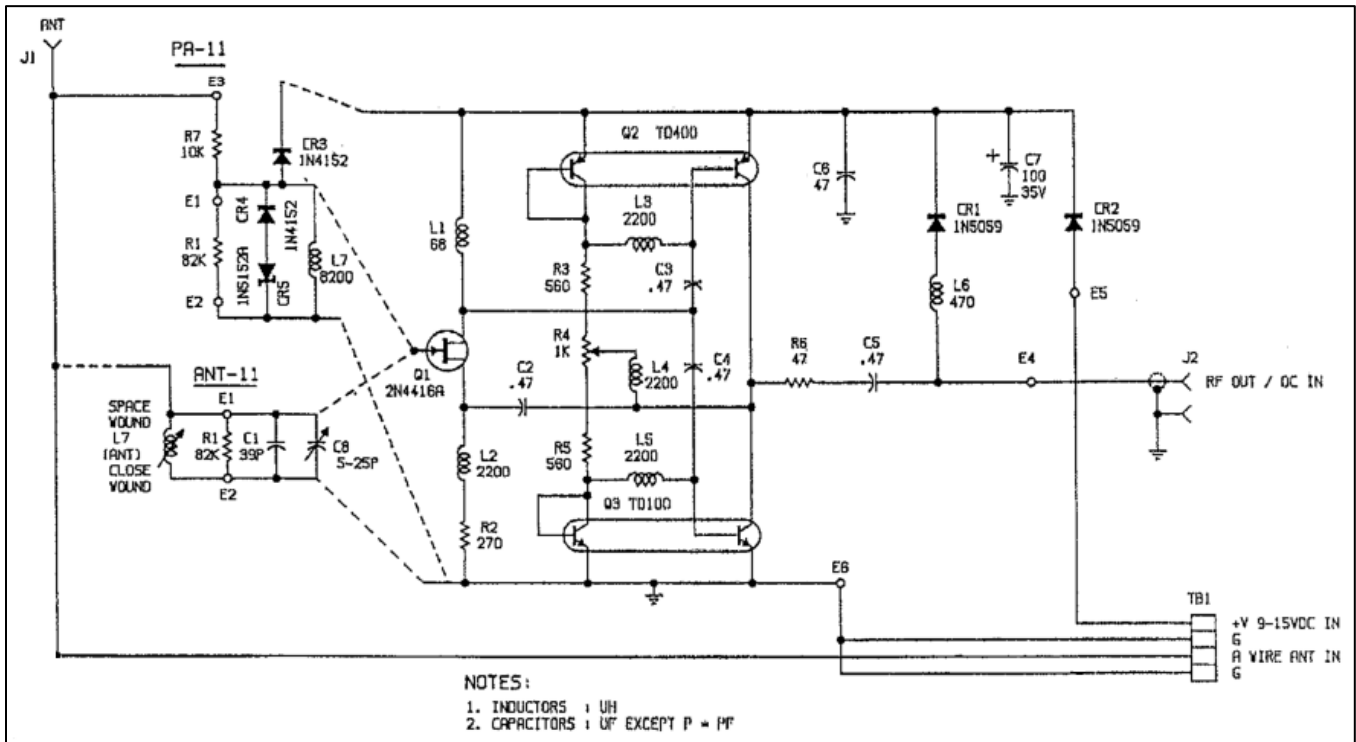 ANT
J1
PA-11
E3
R7
10K
CR3
1N4152
E1
CR4
1N4152
R1
82K
1N5152A
CR5
L7
8200
E2
ANT-11
SPACE
WOUND
L7
(ANT)
CLOSE
WOUND
E1
R1
82K
C1
39P
C8
5-25P
E2
L1
68
Q1
2N4416A
C2
.47
L2
2200
R2
270
Q2 TD400
L3
2200
R3
560
C3
.47
R4
1K
L4
2200
C4
.47
R5
560
L5
2200
Q3 TD100
C6
47
+
C7
100
35V
CR1
1N5059
CR2
1N5059
L6
470
E5
R6
47
C5
.47
E4
J2
RF OUT / DC IN
E6
TB1
+V 9-15VDC IN
G
A WIRE ANT IN
G
NOTES:
1. INDUCTORS : UH
2. CAPACITORS : UF EXCEPT P = PF